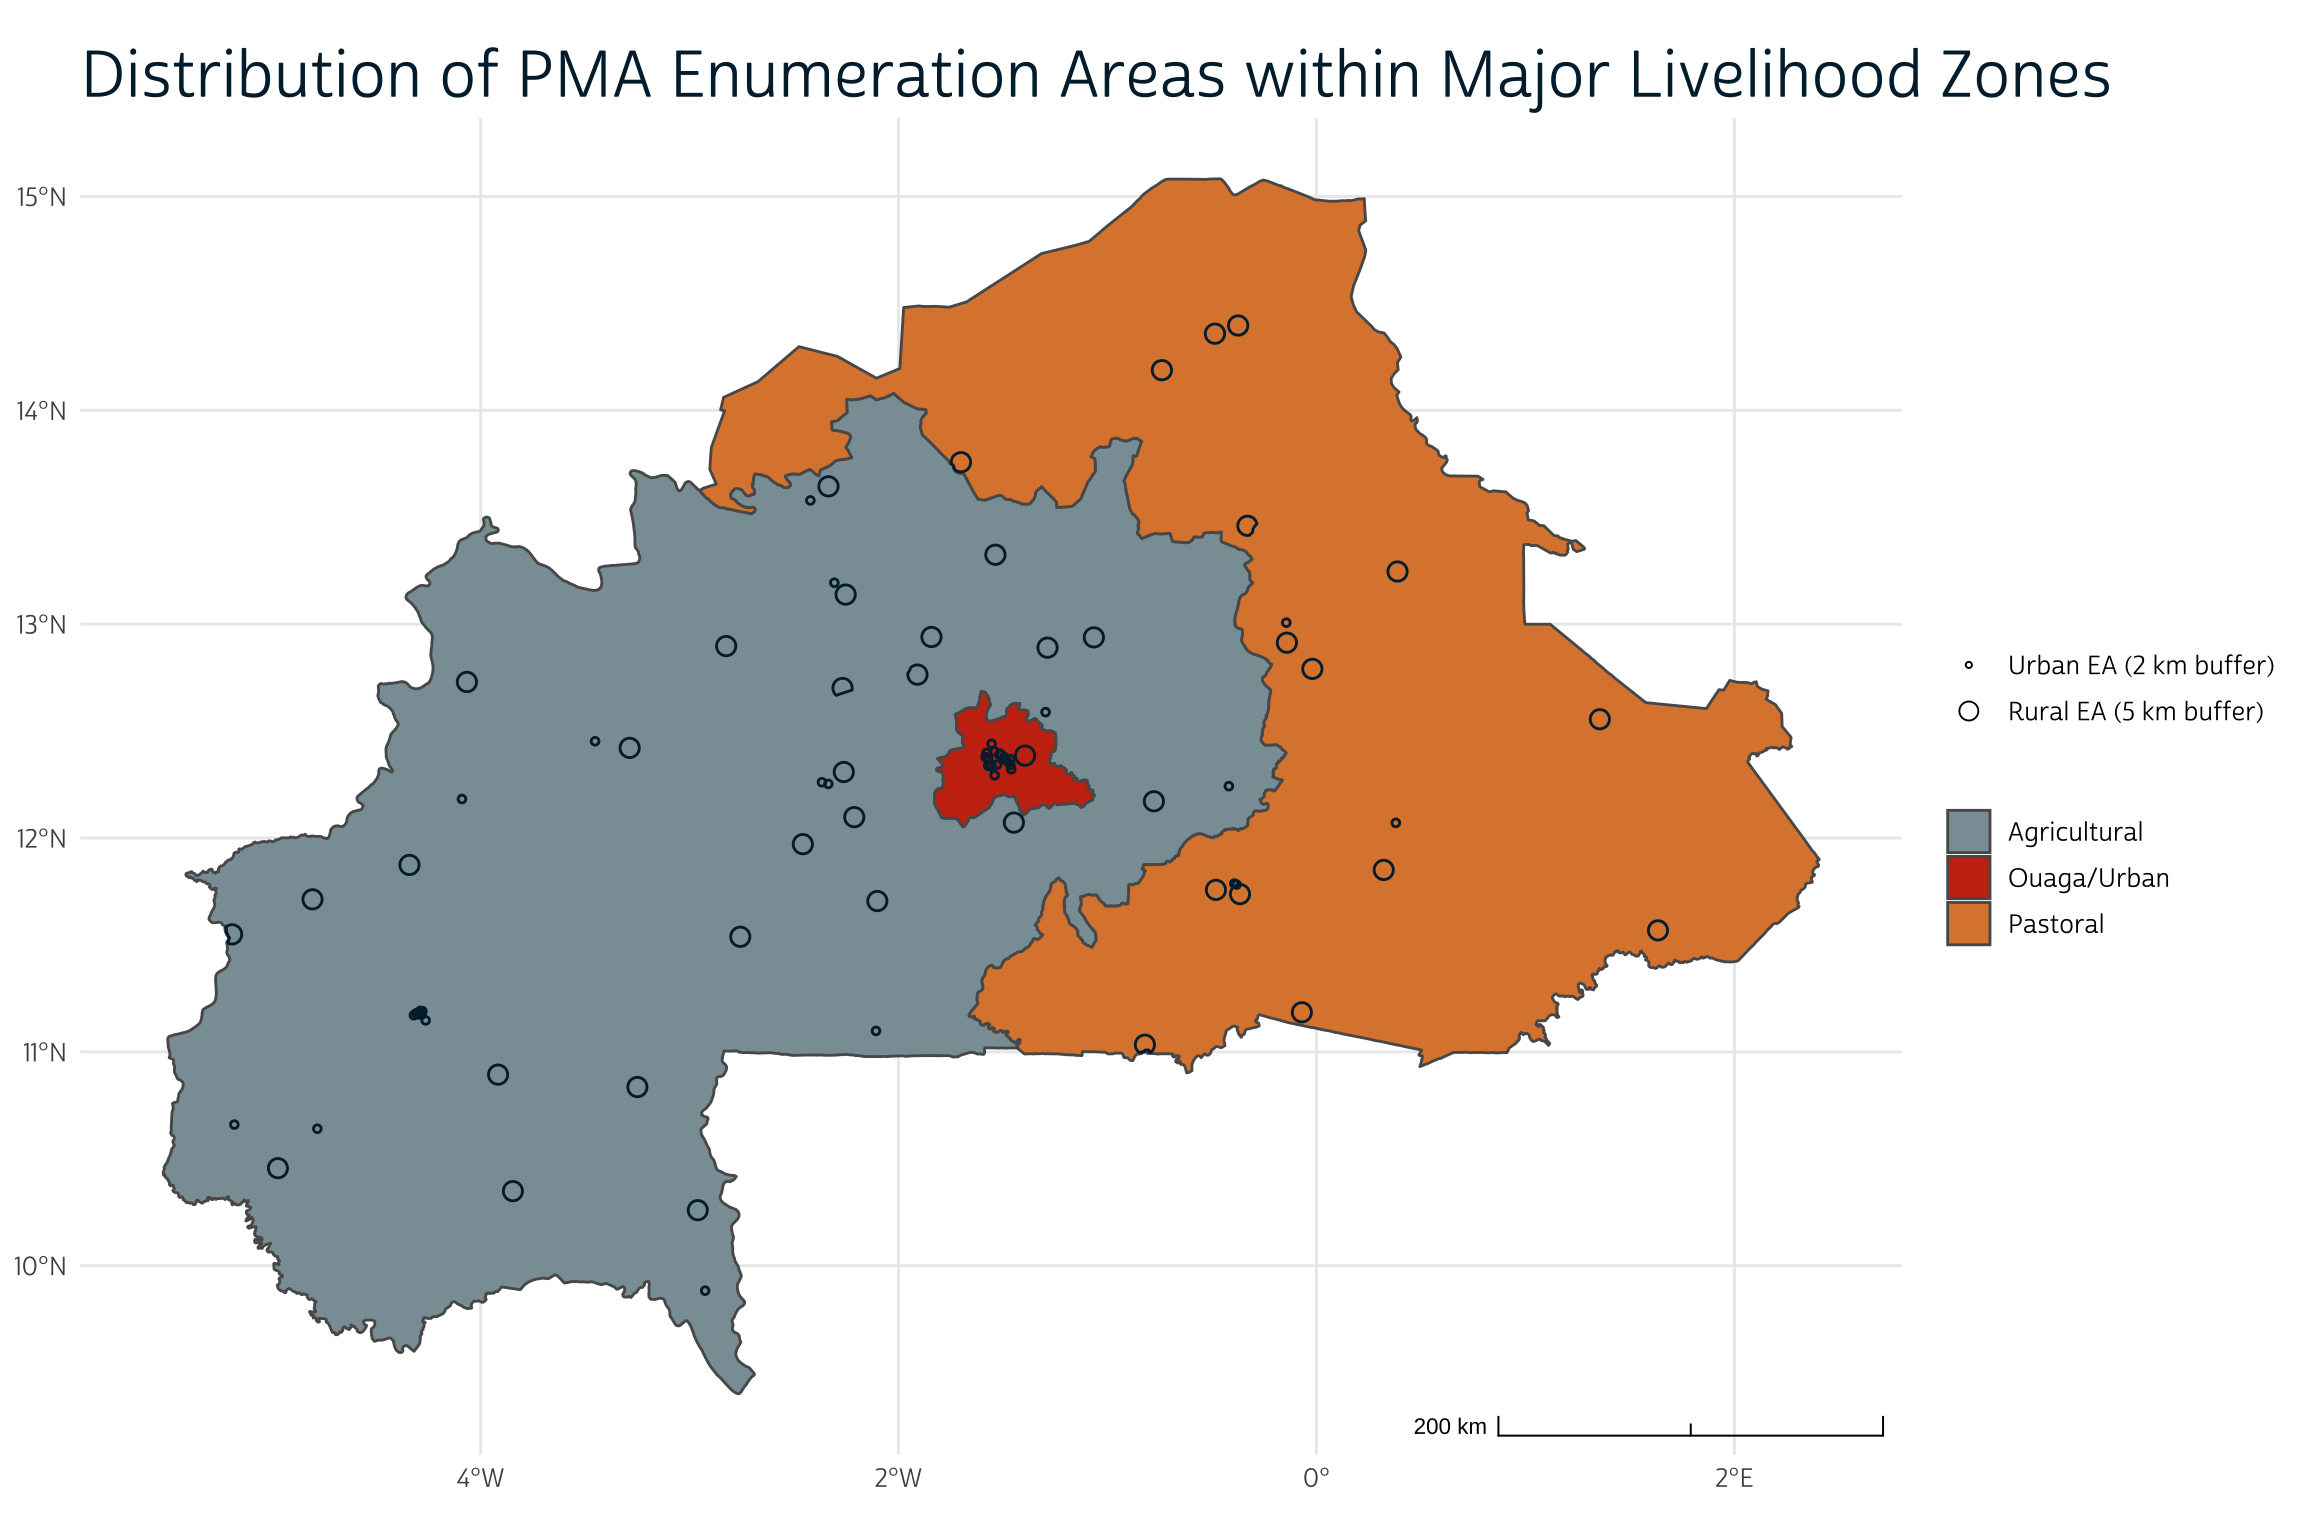 Distribution of PMA Enumeration Areas within Major Livelihood Zones
15°N
14°N
13°N
12°N
11°N
10°N
4°W
2°W
0°
2°E
200 km
Urban EA (2 km buffer)
Rural EA (5 km buffer)
Agricultural
Ouaga/Urban
Pastoral